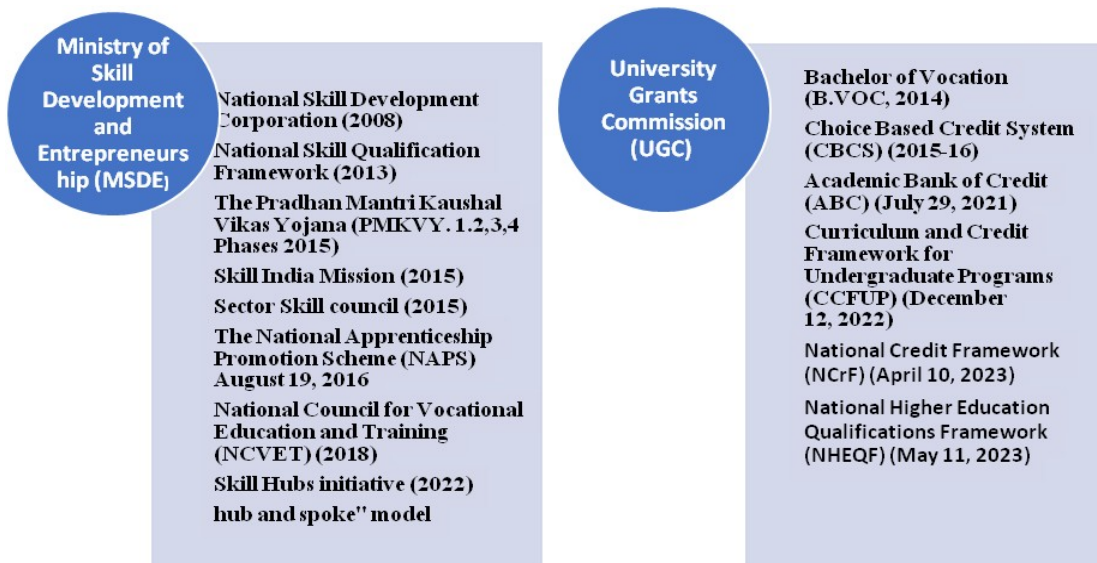 Ministry of
Skill
Development
and
Entrepreneurs
hip (MSDE)
National Skill Development
Corporation (2008)
National Skill Qualification
Framework (2013)
The Pradhan Mantri Kaushal
Vikas Yojana (PMKVY. 1.2,3,4
Phases 2015)
Skill India Mission (2015)
Sector Skill council (2015)
The National Apprenticeship
Promotion Scheme (NAPS)
August 19, 2016
National Council for Vocational
Education and Training
(NCVET) (2018)
Skill Hubs initiative (2022)
hub and spoke" model
University
Grants
Commission
(UGC)
Bachelor of Vocation
(B.VOC, 2014)
Choice Based Credit System
(CBCS) (2015-16)
Academic Bank of Credit
(ABC) (July 29, 2021)
Curriculum and Credit
Framework for
Undergraduate Programs
(CCFUP) (December
12, 2022)
National Credit Framework
(NCrF) (April 10, 2023)
National Higher Education
Qualifications Framework
(NHEQF) (May 11, 2023)